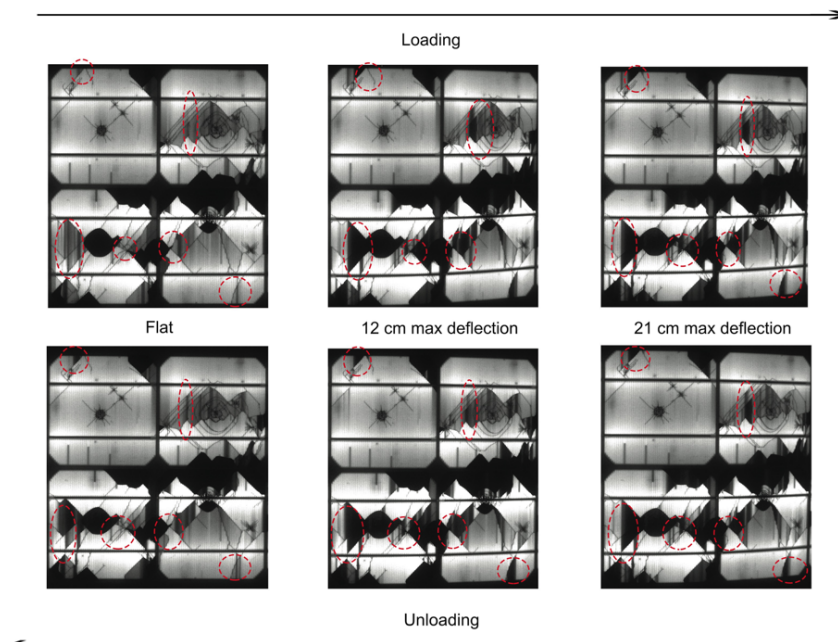 Loading
Flat
12 cm max deflection
21 cm max deflection
Unloading